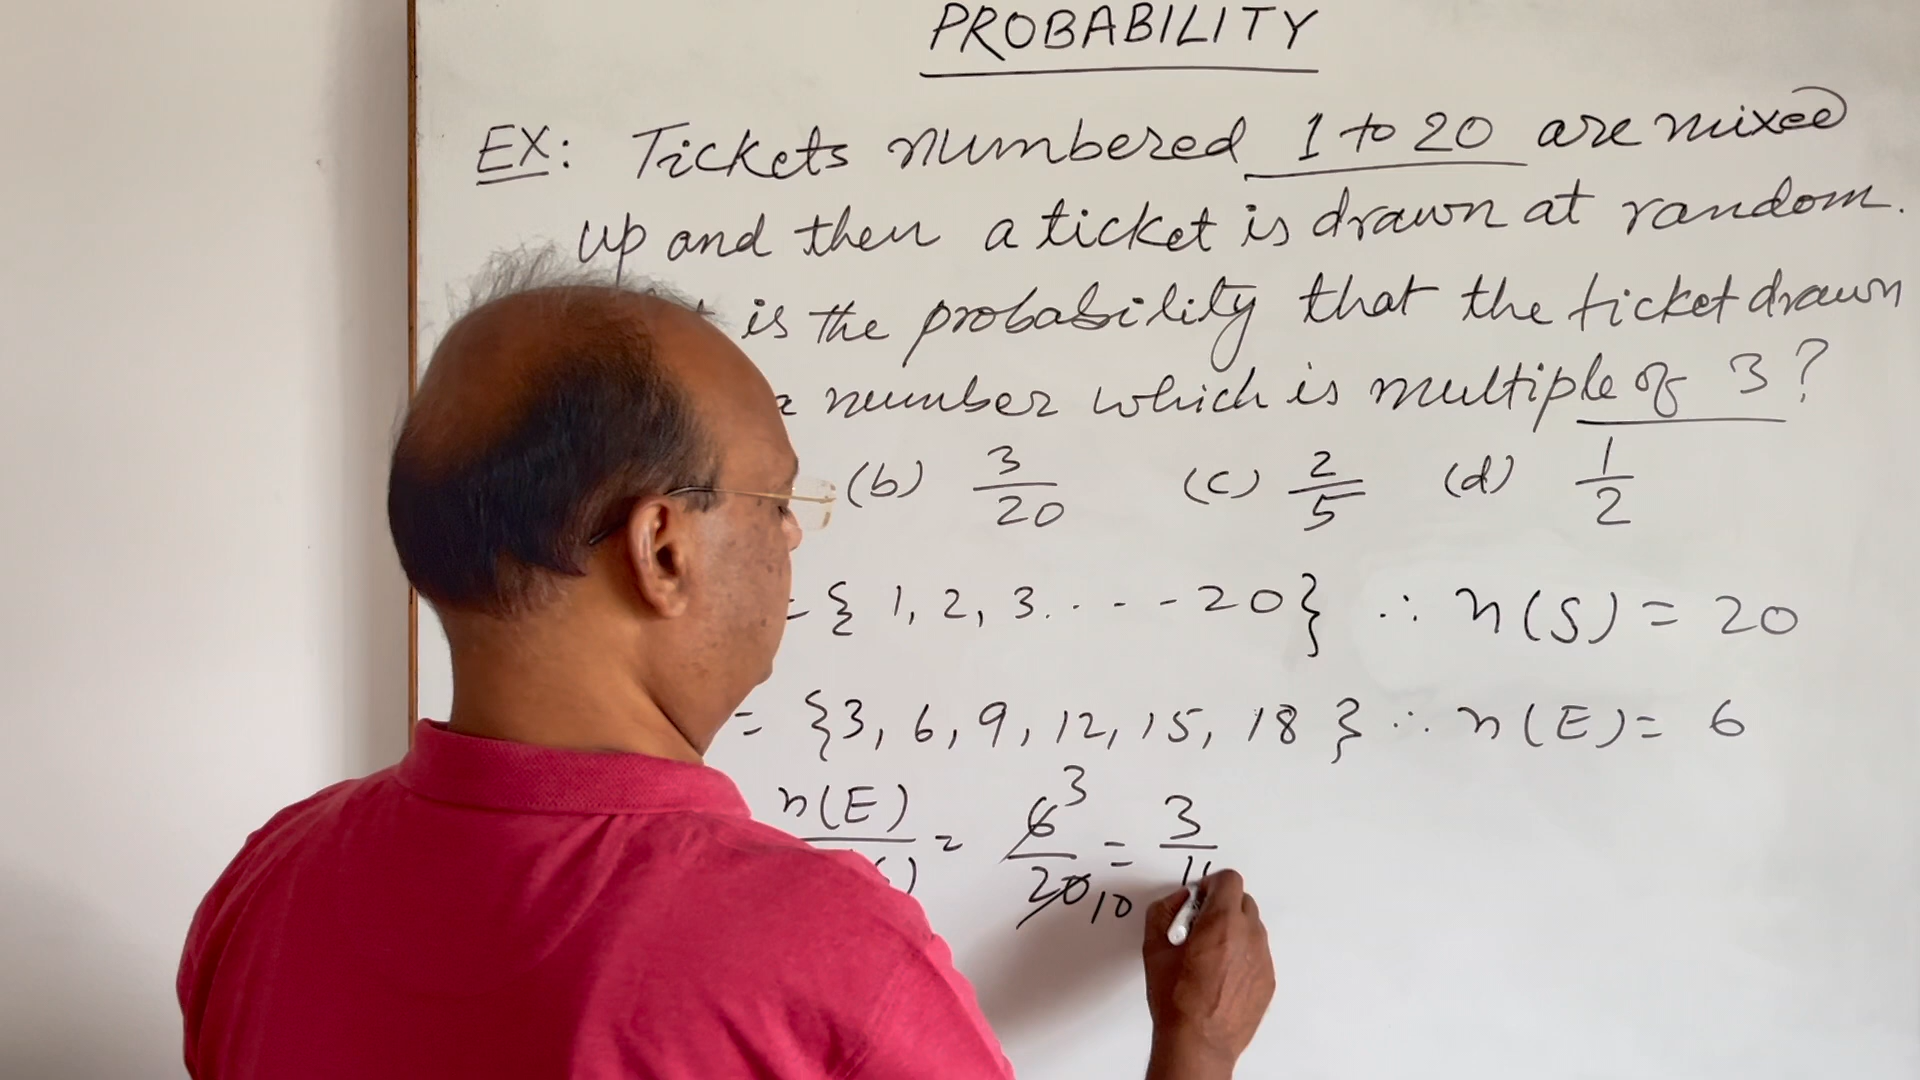 PROBABILITY
EX: Tickets numbered 1 to 20 are mixed
up and then a ticket is drawn at random.
is the probability that the ticket drawn
number which is multiple of 3?
(b) 3/20 (c) 2/5 (d) 1/2
= { 1, 2, 3. - - - 20} ∴ n(S) = 20
= {3, 6, 9, 12, 15, 18 } ∴ n(E) = 6
n(E) = 6 3 / 20 10 = 3